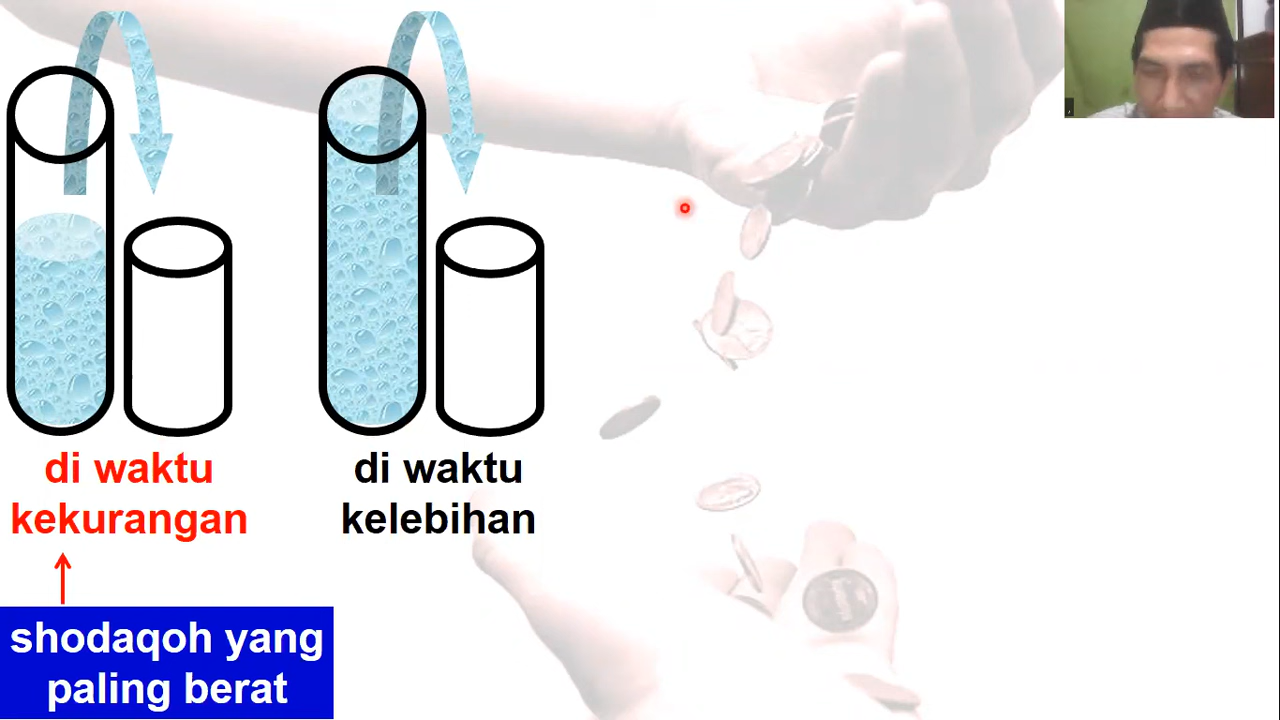 di waktu
kekurangan
di waktu
kelebihan
shodaqoh yang
paling berat